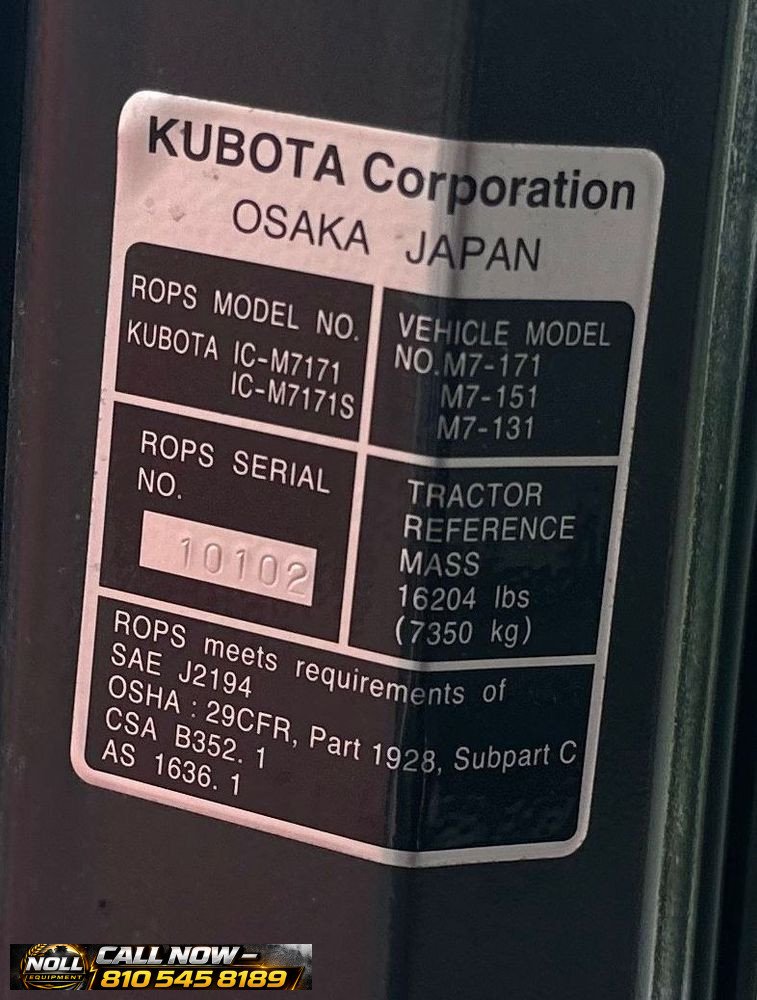 KUBOTA Corporation
OSAKA JAPAN
ROPS MODEL NO.
KUBOTA IC-M7171
IC-M7171S
VEHICLE MODEL
NO.M7-171
M7-151
M7-131
ROPS SERIAL
NO.
10102
TRACTOR
REFERENCE
MASS
16204 lbs
(7350 kg)
ROPS meets requirements of
SAE J2194
OSHA : 29CFR, Part 1928, Subpart C
CSA B352. 1
AS 1636. 1
NOLL
EQUIPMENT
CALL NOW –
810 545 8189